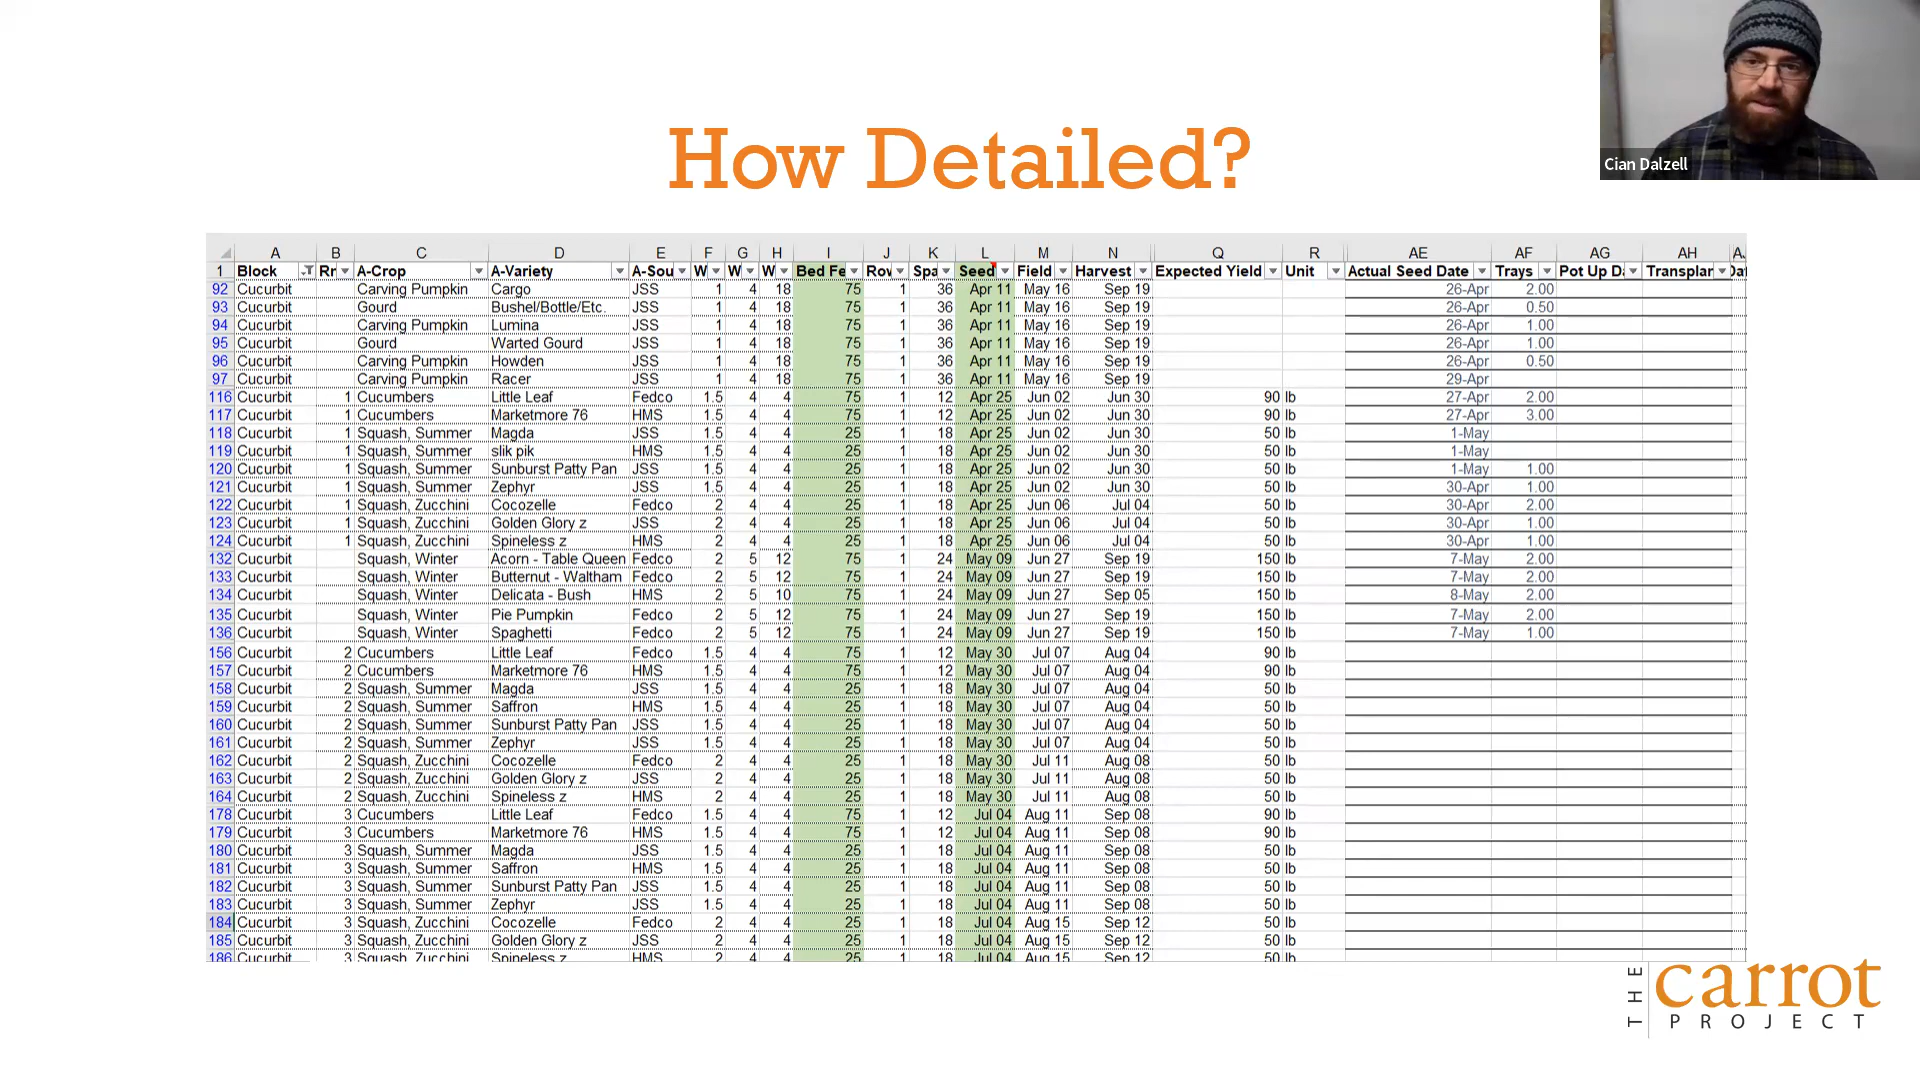 Cian Dalzell
How Detailed?
A B C D E F G H I J K L M N Q R AE AF AG AH
1 Block Rr A-Crop A-Variety A-Sou W W W Bed Fe Rov Spa Seed Field Harvest Expected Yield Unit Actual Seed Date Trays Pot Up Transplar
92 Cucurbit Carving Pumpkin Cargo JSS 1 4 18 75 1 36 Apr 11 May 16 Sep 19 26-Apr 2.00
93 Cucurbit Gourd Bushel/Bottle/Etc. JSS 1 4 18 75 1 36 Apr 11 May 16 Sep 19 26-Apr 0.50
94 Cucurbit Carving Pumpkin Lumina JSS 1 4 18 75 1 36 Apr 11 May 16 Sep 19 26-Apr 1.00
95 Cucurbit Gourd Warted Gourd JSS 1 4 18 75 1 36 Apr 11 May 16 Sep 19 26-Apr 1.00
96 Cucurbit Carving Pumpkin Howden JSS 1 4 18 75 1 36 Apr 11 May 16 Sep 19 26-Apr 0.50
97 Cucurbit Carving Pumpkin Racer JSS 1 4 18 75 1 36 Apr 11 May 16 Sep 19 29-Apr
116 Cucurbit 1 Cucumbers Little Leaf Fedco 1.5 4 4 75 1 12 Apr 25 Jun 02 Jun 30 90 lb 27-Apr 2.00
117 Cucurbit 1 Cucumbers Marketmore 76 HMS 1.5 4 4 75 1 12 Apr 25 Jun 02 Jun 30 90 lb 27-Apr 3.00
118 Cucurbit 1 Squash, Summer Magda JSS 1.5 4 4 25 1 18 Apr 25 Jun 02 Jun 30 50 lb 1-May
119 Cucurbit 1 Squash, Summer slik pik HMS 1.5 4 4 25 1 18 Apr 25 Jun 02 Jun 30 50 lb 1-May
120 Cucurbit 1 Squash, Summer Sunburst Patty Pan JSS 1.5 4 4 25 1 18 Apr 25 Jun 02 Jun 30 50 lb 1-May 1.00
121 Cucurbit 1 Squash, Summer Zephyr JSS 1.5 4 4 25 1 18 Apr 25 Jun 02 Jun 30 50 lb 30-Apr 1.00
122 Cucurbit 1 Squash, Zucchini Cocozelle Fedco 2 4 4 25 1 18 Apr 25 Jun 06 Jul 04 50 lb 30-Apr 2.00
123 Cucurbit 1 Squash, Zucchini Golden Glory z JSS 2 4 4 25 1 18 Apr 25 Jun 06 Jul 04 50 lb 30-Apr 1.00
124 Cucurbit 1 Squash, Zucchini Spineless z HMS 2 4 4 25 1 18 Apr 25 Jun 06 Jul 04 50 lb 30-Apr 1.00
132 Cucurbit Squash, Winter Acorn - Table Queen Fedco 2 5 12 75 1 24 May 09 Jun 27 Sep 19 150 lb 7-May 2.00
133 Cucurbit Squash, Winter Butternut - Waltham Fedco 2 5 12 75 1 24 May 09 Jun 27 Sep 19 150 lb 7-May 2.00
134 Cucurbit Squash, Winter Delicata - Bush HMS 2 5 10 75 1 24 May 09 Jun 27 Sep 05 150 lb 8-May 2.00
135 Cucurbit Squash, Winter Pie Pumpkin Fedco 2 5 12 75 1 24 May 09 Jun 27 Sep 19 150 lb 7-May 2.00
136 Cucurbit Squash, Winter Spaghetti Fedco 2 5 12 75 1 24 May 09 Jun 27 Sep 19 150 lb 7-May 1.00
156 Cucurbit 2 Cucumbers Little Leaf Fedco 1.5 4 4 75 1 12 May 30 Jul 07 Aug 04 90 lb
157 Cucurbit 2 Cucumbers Marketmore 76 HMS 1.5 4 4 75 1 12 May 30 Jul 07 Aug 04 90 lb
158 Cucurbit 2 Squash, Summer Magda JSS 1.5 4 4 25 1 18 May 30 Jul 07 Aug 04 50 lb
159 Cucurbit 2 Squash, Summer Saffron HMS 1.5 4 4 25 1 18 May 30 Jul 07 Aug 04 50 lb
160 Cucurbit 2 Squash, Summer Sunburst Patty Pan JSS 1.5 4 4 25 1 18 May 30 Jul 07 Aug 04 50 lb
161 Cucurbit 2 Squash, Summer Zephyr JSS 1.5 4 4 25 1 18 May 30 Jul 07 Aug 04 50 lb
162 Cucurbit 2 Squash, Zucchini Cocozelle Fedco 2 4 4 25 1 18 May 30 Jul 11 Aug 08 50 lb
163 Cucurbit 2 Squash, Zucchini Golden Glory z JSS 2 4 4 25 1 18 May 30 Jul 11 Aug 08 50 lb
164 Cucurbit 2 Squash, Zucchini Spineless z HMS 2 4 4 25 1 18 May 30 Jul 11 Aug 08 50 lb
178 Cucurbit 3 Cucumbers Little Leaf Fedco 1.5 4 4 75 1 12 Jul 04 Aug 11 Sep 08 90 lb
179 Cucurbit 3 Cucumbers Marketmore 76 HMS 1.5 4 4 75 1 12 Jul 04 Aug 11 Sep 08 90 lb
180 Cucurbit 3 Squash, Summer Magda JSS 1.5 4 4 25 1 18 Jul 04 Aug 11 Sep 08 50 lb
181 Cucurbit 3 Squash, Summer Saffron HMS 1.5 4 4 25 1 18 Jul 04 Aug 11 Sep 08 50 lb
182 Cucurbit 3 Squash, Summer Sunburst Patty Pan JSS 1.5 4 4 25 1 18 Jul 04 Aug 11 Sep 08 50 lb
183 Cucurbit 3 Squash, Summer Zephyr JSS 1.5 4 4 25 1 18 Jul 04 Aug 11 Sep 08 50 lb
184 Cucurbit 3 Squash, Zucchini Cocozelle Fedco 2 4 4 25 1 18 Jul 04 Aug 15 Sep 12 50 lb
185 Cucurbit 3 Squash, Zucchini Golden Glory z JSS 2 4 4 25 1 18 Jul 04 Aug 15 Sep 12 50 lb
186 Cucurbit 3 Squash, Zucchini Spineless z HMS 2 4 4 25 1 18 Jul 04 Aug 15 Sep 12 50 lb
THE
carrot
PROJECT